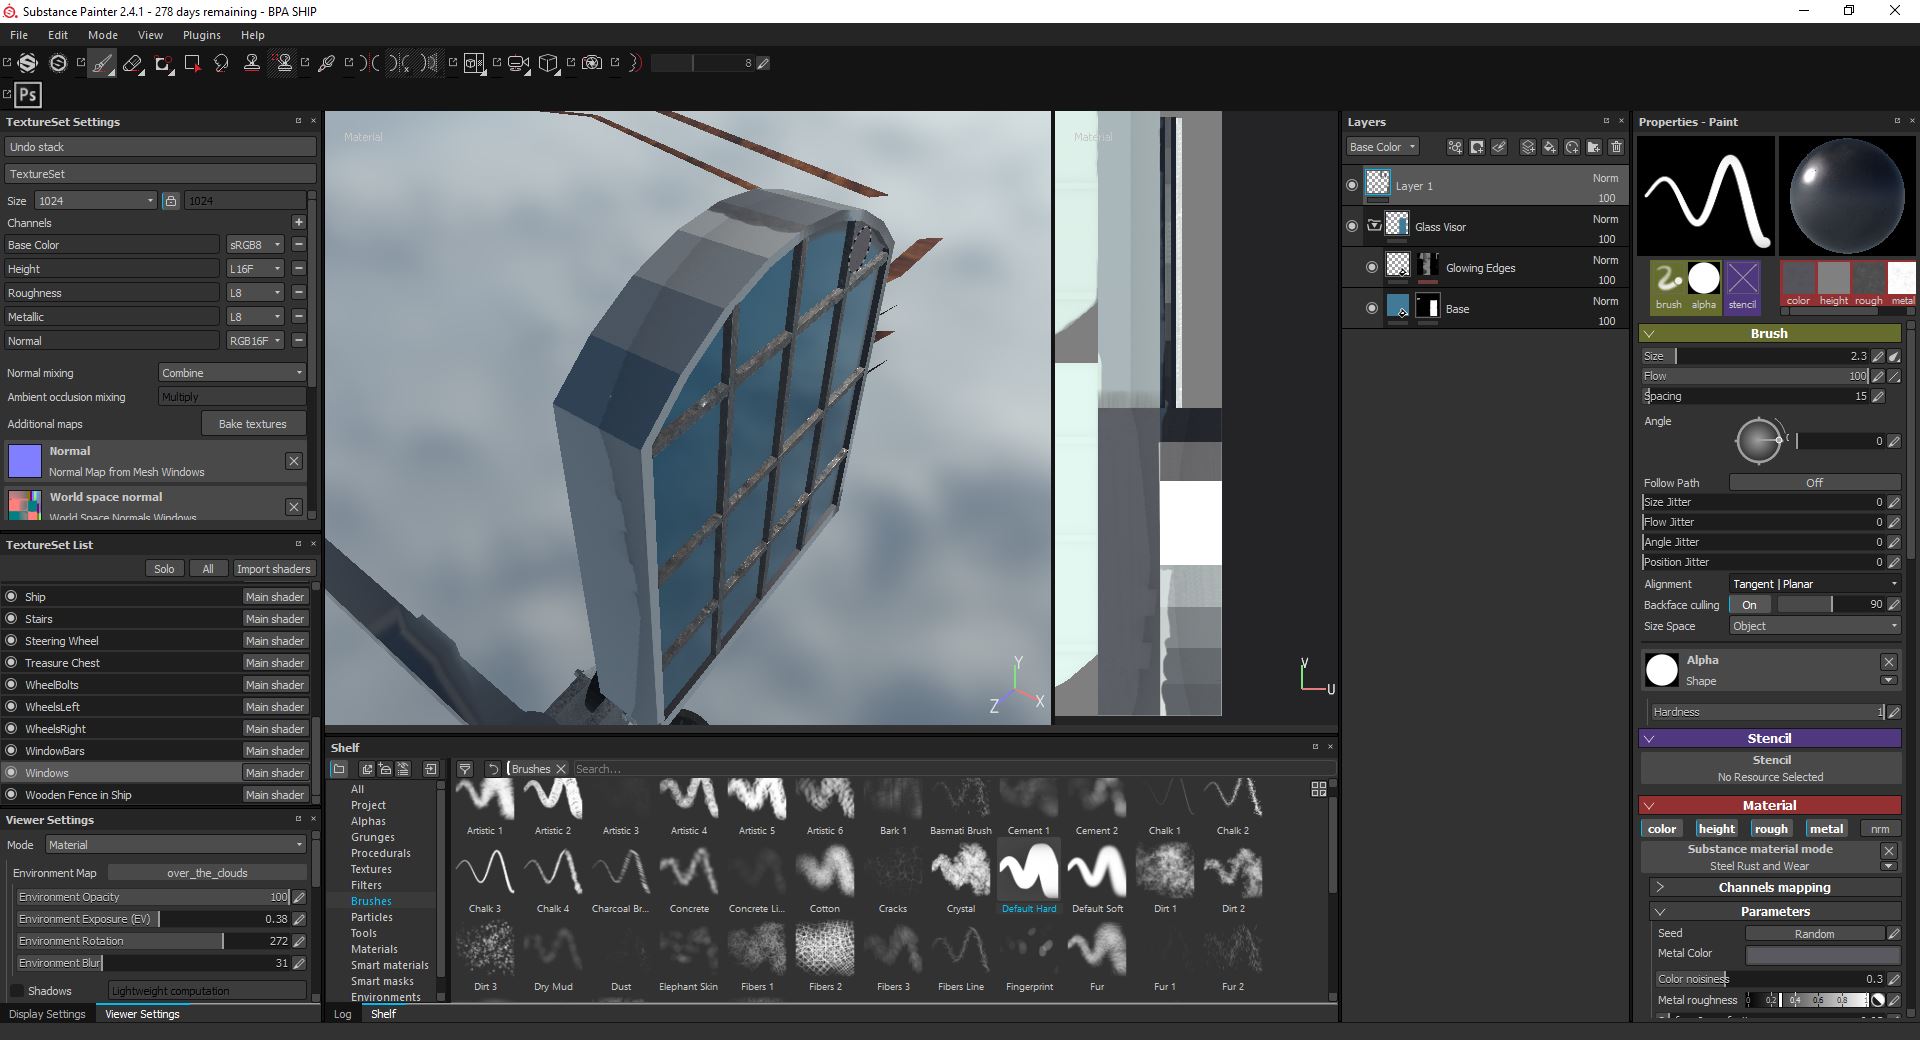 Substance Painter 2.4.1 - 278 days remaining - BPA SHIP
File Edit Mode View Plugins Help
8
Ps
TextureSet Settings
Undo stack
TextureSet
Size 1024 1024
Channels
Base Color sRGB8
Height L16F
Roughness L8
Metallic L8
Normal RGB16F
Normal mixing Combine
Ambient occlusion mixing Multiply
Additional maps Bake textures
Normal
Normal Map from Mesh Windows
World space normal
World Space Normals Windows
TextureSet List
Solo All Import shaders
Ship Main shader
Stairs Main shader
Steering Wheel Main shader
Treasure Chest Main shader
WheelBolts Main shader
WheelsLeft Main shader
WheelsRight Main shader
WindowBars Main shader
Windows Main shader
Wooden Fence in Ship Main shader
Viewer Settings
Mode Material
Environment Map over_the_clouds
Environment Opacity 100
Environment Exposure (EV) 0.38
Environment Rotation 272
Environment Blur 31
Shadows Lightweight computation
Display Settings Viewer Settings
Material
Y
Z X
Material
V
U
Shelf
Brushes Search...
All
Project
Alphas
Grunges
Procedurals
Textures
Filters
Brushes
Particles
Tools
Materials
Smart materials
Smart masks
Environments
Artistic 1 Artistic 2 Artistic 3 Artistic 4 Artistic 5 Artistic 6 Bark 1 Basmati Brush Cement 1 Cement 2 Chalk 1 Chalk 2
Chalk 3 Chalk 4 Charcoal Br... Concrete Concrete Li... Cotton Cracks Crystal Default Hard Default Soft Dirt 1 Dirt 2
Dirt 3 Dry Mud Dust Elephant Skin Fibers 1 Fibers 2 Fibers 3 Fibers Line Fingerprint Fur Fur 1 Fur 2
Log Shelf
Layers
Base Color
Layer 1 Norm
100
Glass Visor Norm
100
Glowing Edges Norm
100
Base Norm
100
Properties - Paint
brush alpha stencil color height rough metal
Brush
Size 2.3
Flow 100
Spacing 15
Angle 0
Follow Path Off
Size Jitter 0
Flow Jitter 0
Angle Jitter 0
Position Jitter 0
Alignment Tangent | Planar
Backface culling On 90
Size Space Object
Alpha
Shape
Hardness 1
Stencil
Stencil
No Resource Selected
Material
color height rough metal nrm
Substance material mode
Steel Rust and Wear
Channels mapping
Parameters
Seed Random
Metal Color
Color noisiness 0.3
Metal roughness 0 0.2 0.4 0.6 0.8 1